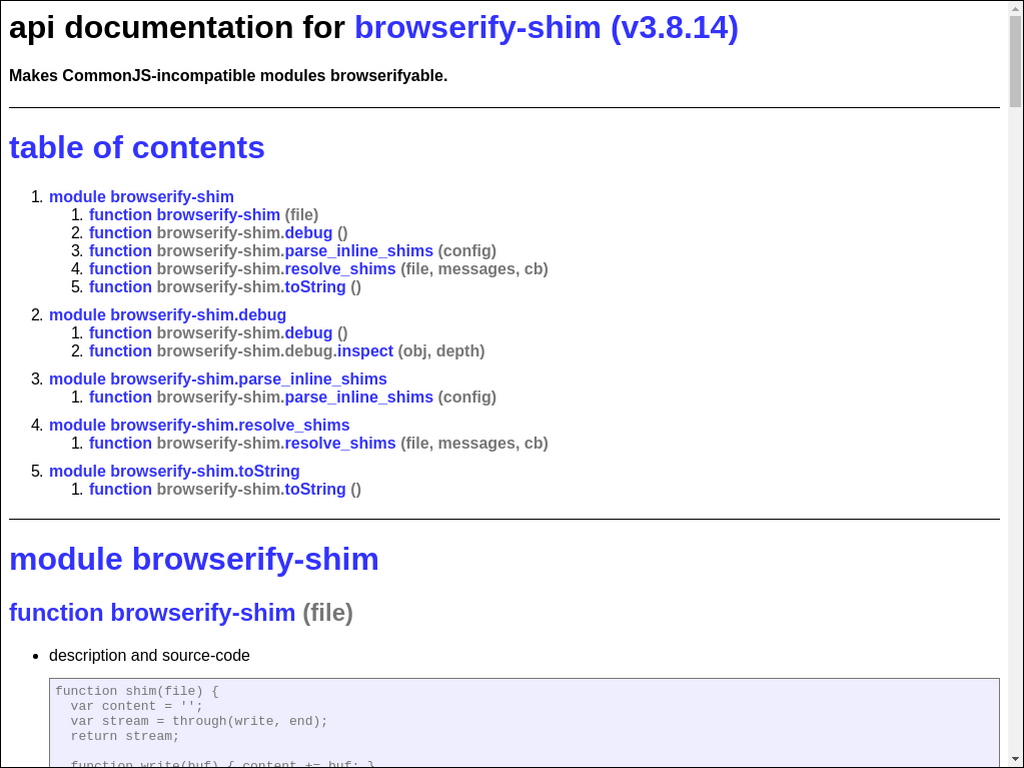 api documentation for browserify-shim (v3.8.14)
Makes CommonJS-incompatible modules browserifyable.
table of contents
1. module browserify-shim
1. function browserify-shim (file)
2. function browserify-shim.debug ()
3. function browserify-shim.parse_inline_shims (config)
4. function browserify-shim.resolve_shims (file, messages, cb)
5. function browserify-shim.toString ()
2. module browserify-shim.debug
1. function browserify-shim.debug ()
2. function browserify-shim.debug.inspect (obj, depth)
3. module browserify-shim.parse_inline_shims
1. function browserify-shim.parse_inline_shims (config)
4. module browserify-shim.resolve_shims
1. function browserify-shim.resolve_shims (file, messages, cb)
5. module browserify-shim.toString
1. function browserify-shim.toString ()
module browserify-shim
function browserify-shim (file)
• description and source-code
function shim(file) {
  var content = '';
  var stream = through(write, end);
  return stream;
  function write(buf) { content += buf; }